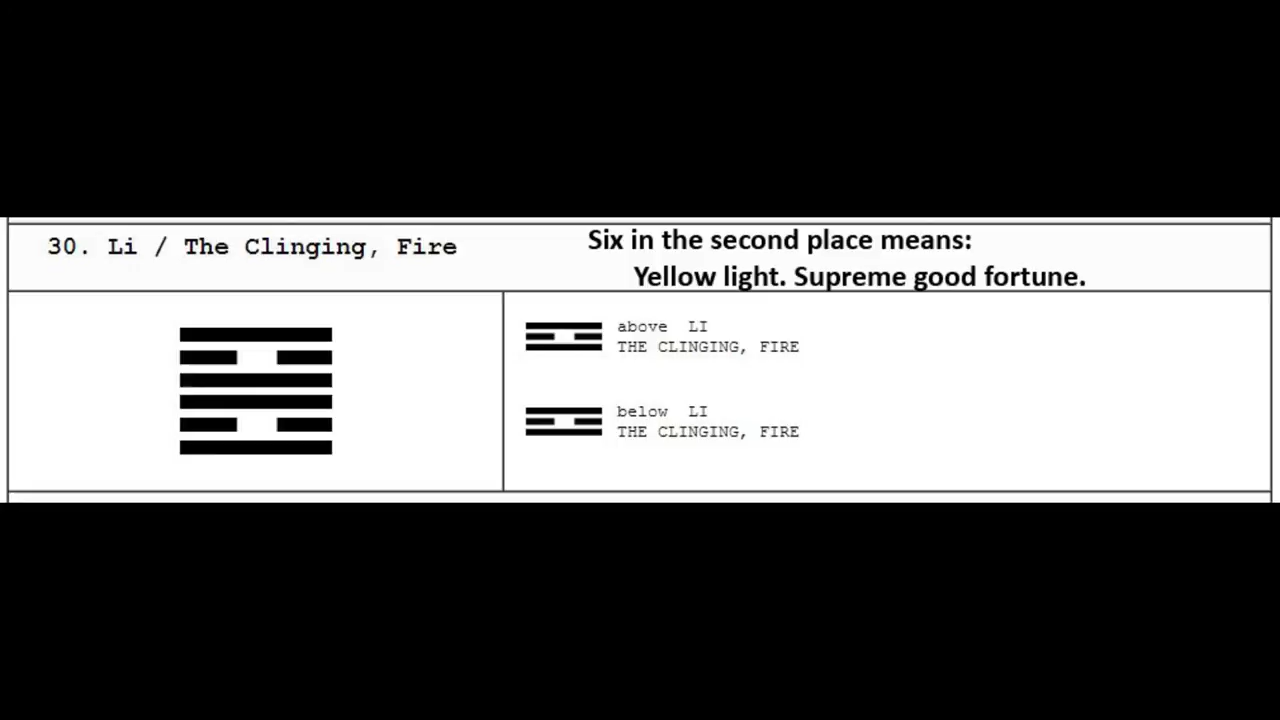 30. Li / The Clinging, Fire
Six in the second place means:
Yellow light. Supreme good fortune.
above LI
THE CLINGING, FIRE
below LI
THE CLINGING, FIRE